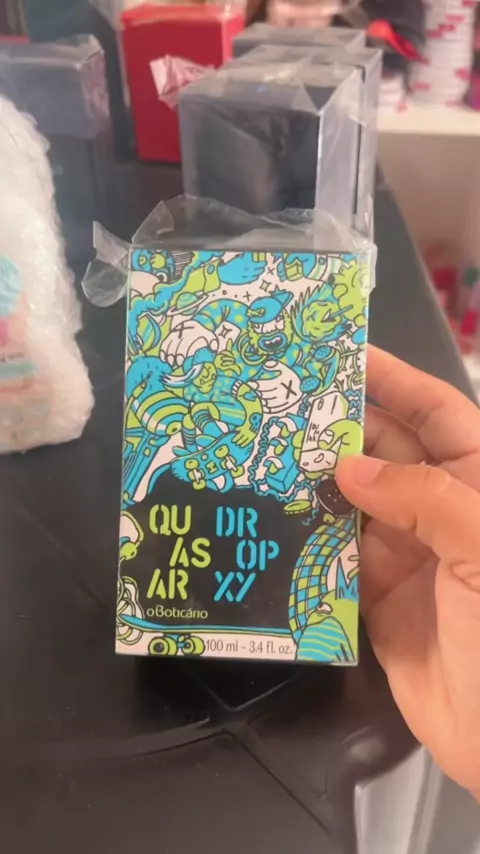 QU DR
AS OP
AR XY
oBoticário
100 ml - 3.4 fl. oz.